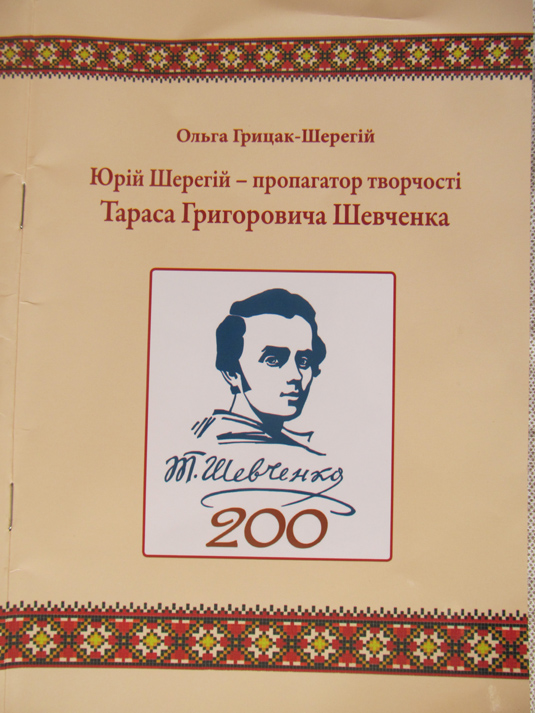 Ольга Грицак-Шерегій
Юрій Шерегій – пропагатор творчості
Тараса Григоровича Шевченка
Т. Шевченко
200